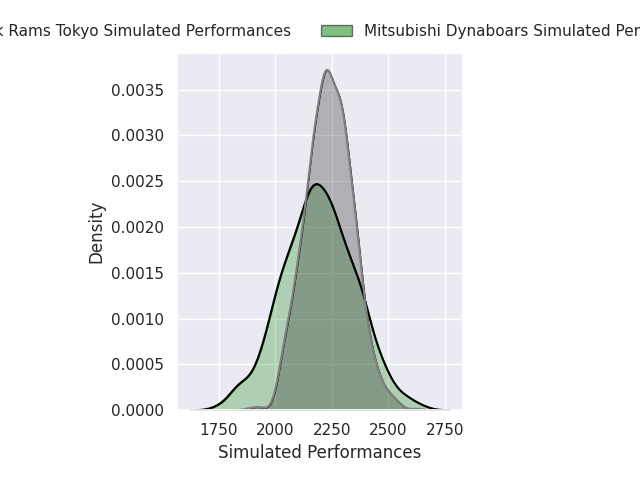 k Rams Tokyo Simulated Performances Mitsubishi Dynaboars Simulated Per
0.0035
0.0030
0.0025
0.0020
0.0015
0.0010
0.0005
0.0000
Density
1750 2000 2250 2500 2750
Simulated Performances